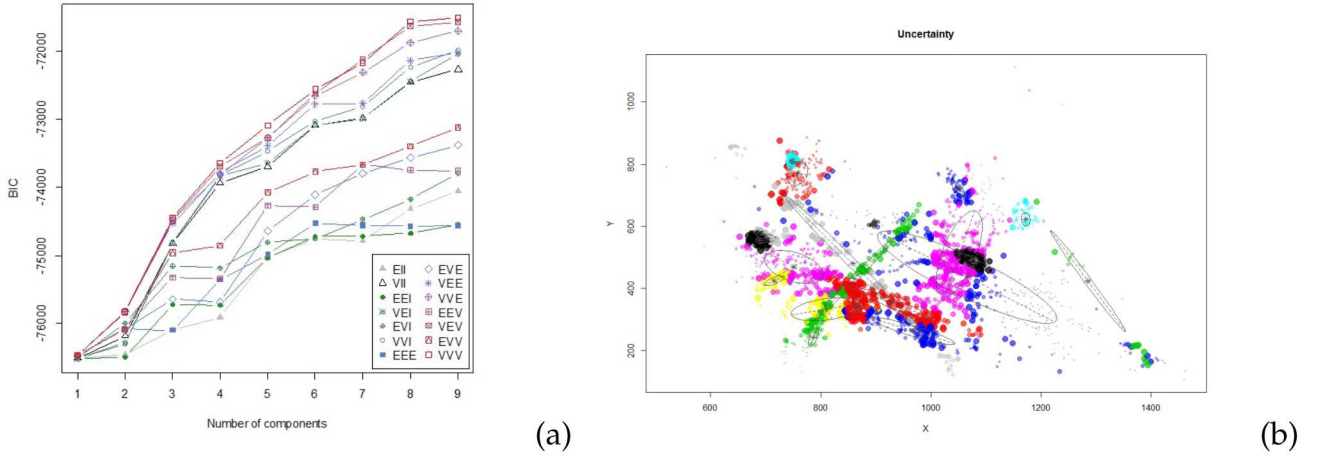 BIC
-72000
-73000
-74000
-75000
-76000
1 2 3 4 5 6 7 8 9
Number of components
EII
VII
EEI
VEI
EVI
VVI
EEE
EVE
VEE
VVE
EEV
VEV
EVV
VVV
(a)
Uncertainty
Y
1000
800
600
400
200
600 800 1000 1200 1400
X
(b)